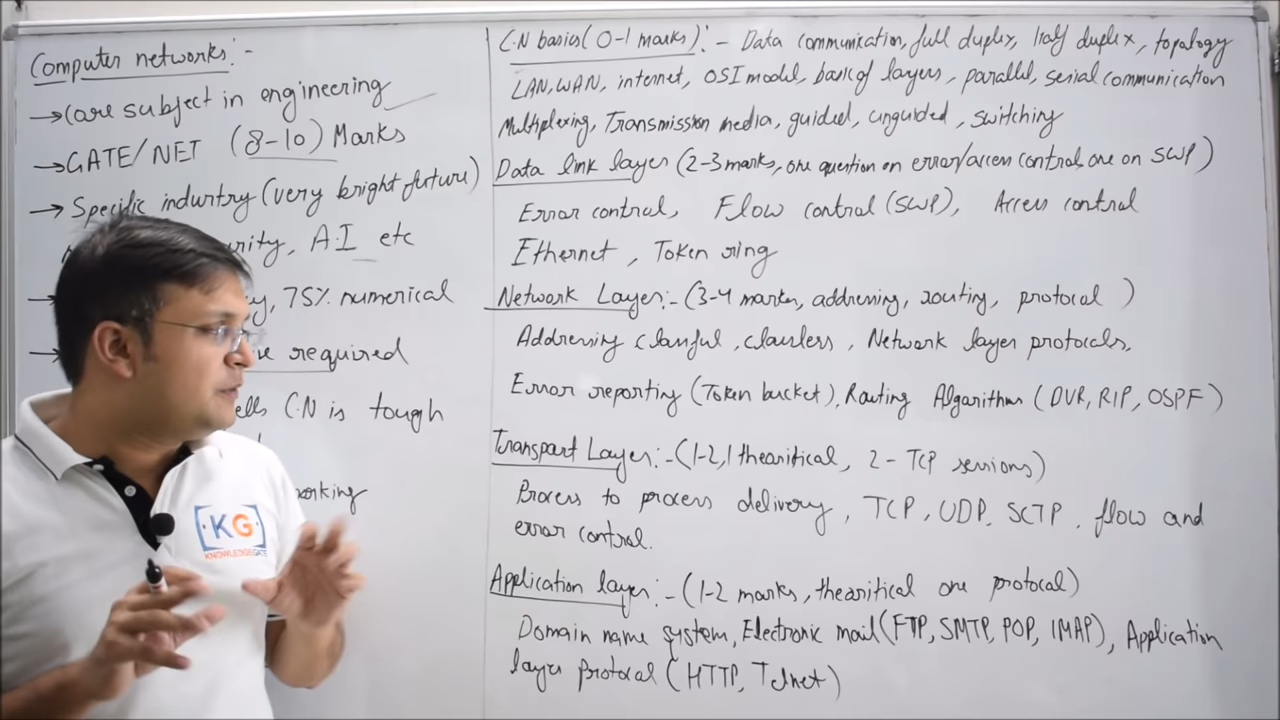 Computer networks:-
→ Core subject in engineering
→ GATE/NET (8-10) Marks
→ Specific industry (very bright future)
A.I etc
75% numerical
required
C.N is tough
C.N basics(0-1 marks):- Data communication, full duplex, half duplex, topology
LAN, WAN, internet, OSI model, basic of layers, parallel, serial communication
Multiplexing, Transmission media, guided, unguided, switching
Data link layer (2-3 marks, one question on error/access control, one on SWP)
Error control, Flow control (SWP), Access control
Ethernet, Token ring
Network Layer:- (3-4 marks, addressing, routing, protocol)
Addressing classful, classless, Network layer protocols,
Error reporting (Token bucket), Routing Algorithms (DVR, RIP, OSPF)
Transport Layer:- (1-2, 1 thearitical, 2- TCP sessions)
Process to process delivery, TCP, UDP, SCTP, flow and
error control.
Application layer:- (1-2 marks, thearitical one protocol)
Domain name system, Electronic mail (FTP, SMTP, POP, IMAP), Application
layer protocol (HTTP, Telnet)
KG
KNOWLEDGEGATE